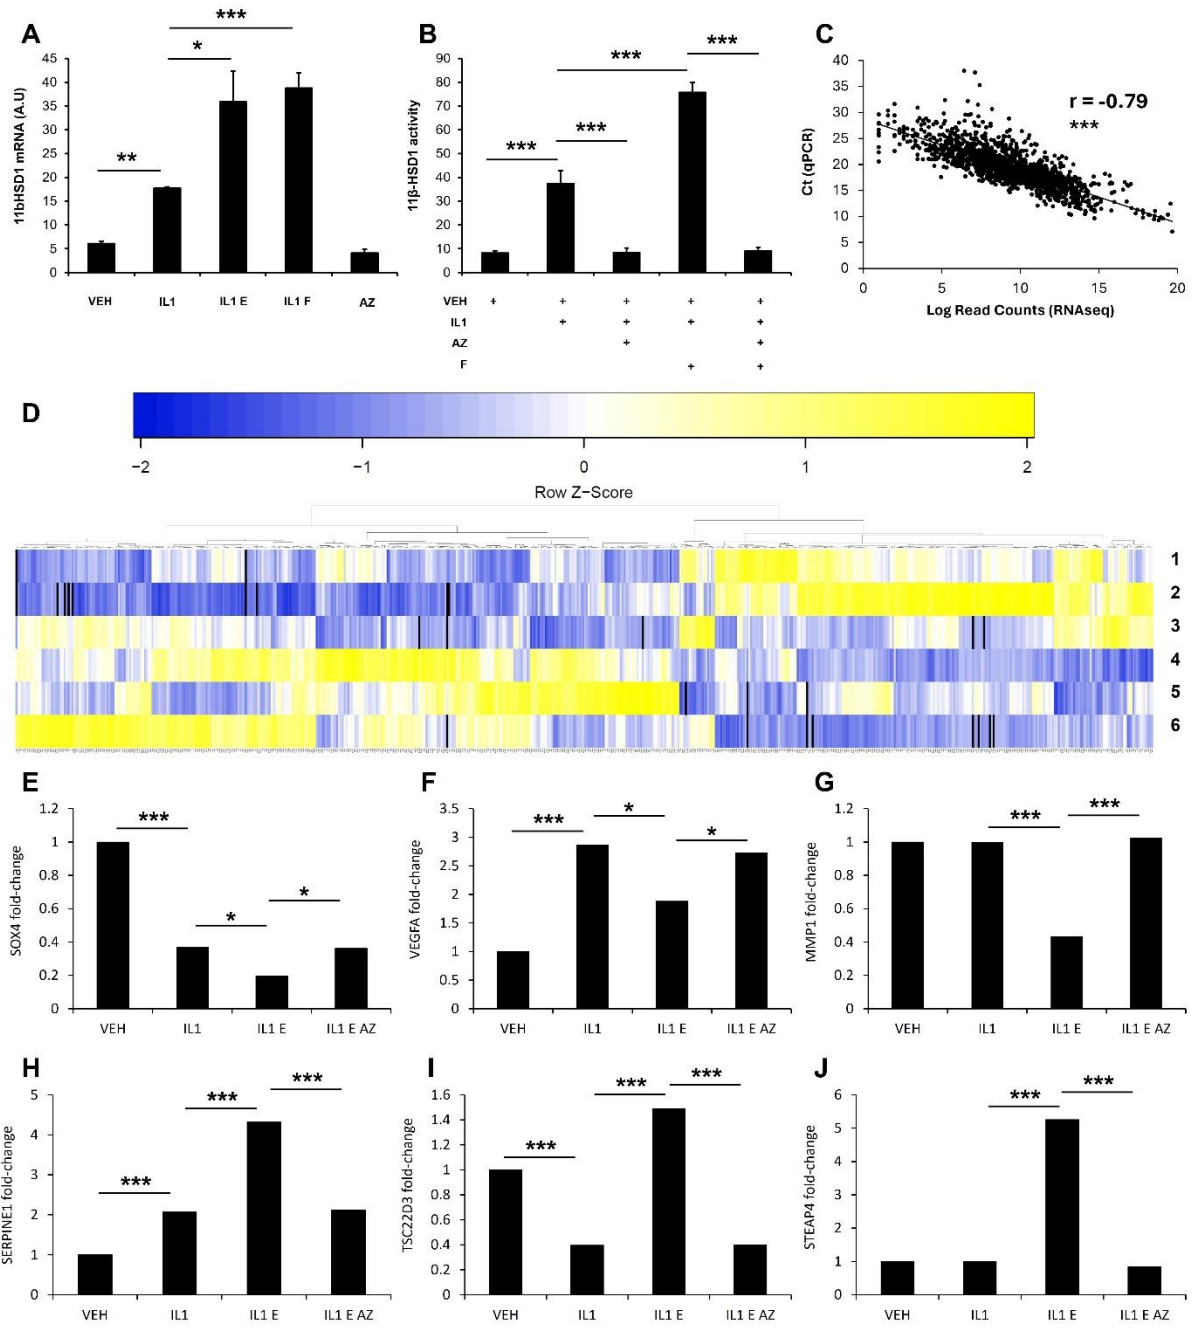 A
***
*
**
11bHSD1 mRNA (A.U)
45
40
35
30
25
20
15
10
5
0
VEH IL1 IL1 E IL1 F AZ
B
***
***
***
***
11β-HSD1 activity
90
80
70
60
50
40
30
20
10
0
VEH + + + + +
IL1 + + + +
AZ + +
F + +
C
r = -0.79
***
Ct (qPCR)
40
35
30
25
20
15
10
5
0
0 5 10 15 20
Log Read Counts (RNAseq)
D
−2 −1 0 1 2
Row Z−Score
1
2
3
4
5
6
E
***
*
*
SOX4 fold-change
1.2
1
0.8
0.6
0.4
0.2
0
VEH IL1 IL1 E IL1 E AZ
F
***
*
*
VEGFA fold-change
3.5
3
2.5
2
1.5
1
0.5
0
VEH IL1 IL1 E IL1 E AZ
G
***
***
MMP1 fold-change
1.2
1
0.8
0.6
0.4
0.2
0
VEH IL1 IL1 E IL1 E AZ
H
***
***
***
SERPINE1 fold-change
5
4
3
2
1
0
VEH IL1 IL1 E IL1 E AZ
I
***
***
***
TSC22D3 fold-change
1.6
1.4
1.2
1
0.8
0.6
0.4
0.2
0
VEH IL1 IL1 E IL1 E AZ
J
***
***
STEAP4 fold-change
6
5
4
3
2
1
0
VEH IL1 IL1 E IL1 E AZ